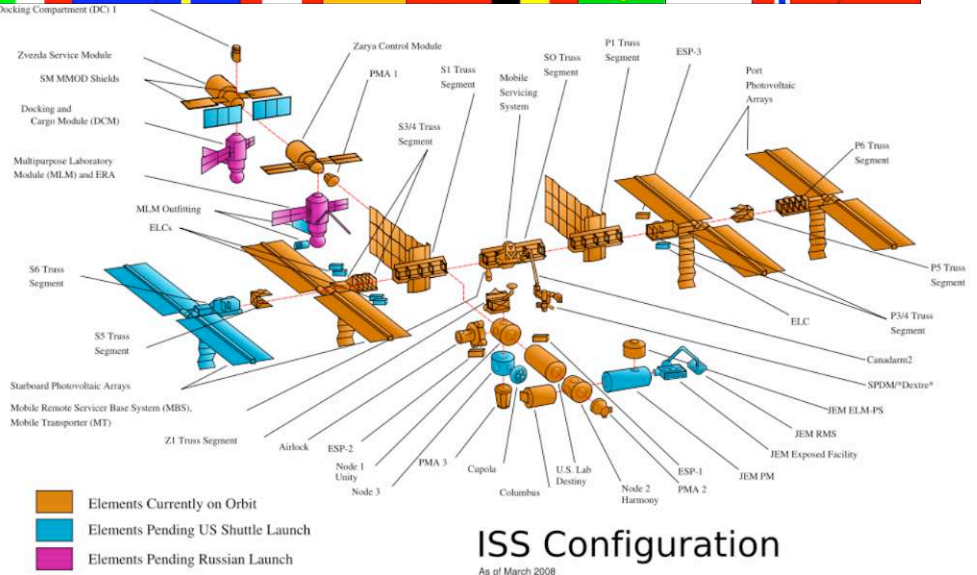 Docking Compartment (DC) 1
Zvezda Service Module
SM MMOD Shields
Docking and
Cargo Module (DCM)
Multipurpose Laboratory
Module (MLM) and ERA
MLM Outfitting
ELCs
S6 Truss
Segment
S5 Truss
Segment
Starboard Photovoltaic Arrays
Mobile Remote Servicer Base System (MBS),
Mobile Transporter (MT)
Zarya Control Module
PMA 1
S3/4 Truss
Segment
S1 Truss
Segment
Mobile
Servicing
System
SO Truss
Segment
P1 Truss
Segment
ESP-3
Port
Photovoltaic
Arrays
P6 Truss
Segment
P5 Truss
Segment
P3/4 Truss
Segment
ELC
Canadarm2
SPDM/*Dextre*
JEM ELM-PS
JEM RMS
JEM Exposed Facility
JEM PM
Z1 Truss Segment
Airlock
ESP-2
Node 1
Unity
Node 3
PMA 3
Cupola
Columbus
U.S. Lab
Destiny
Node 2
Harmony
ESP-1
PMA 2
Elements Currently on Orbit
Elements Pending US Shuttle Launch
Elements Pending Russian Launch
ISS Configuration
As of March 2008